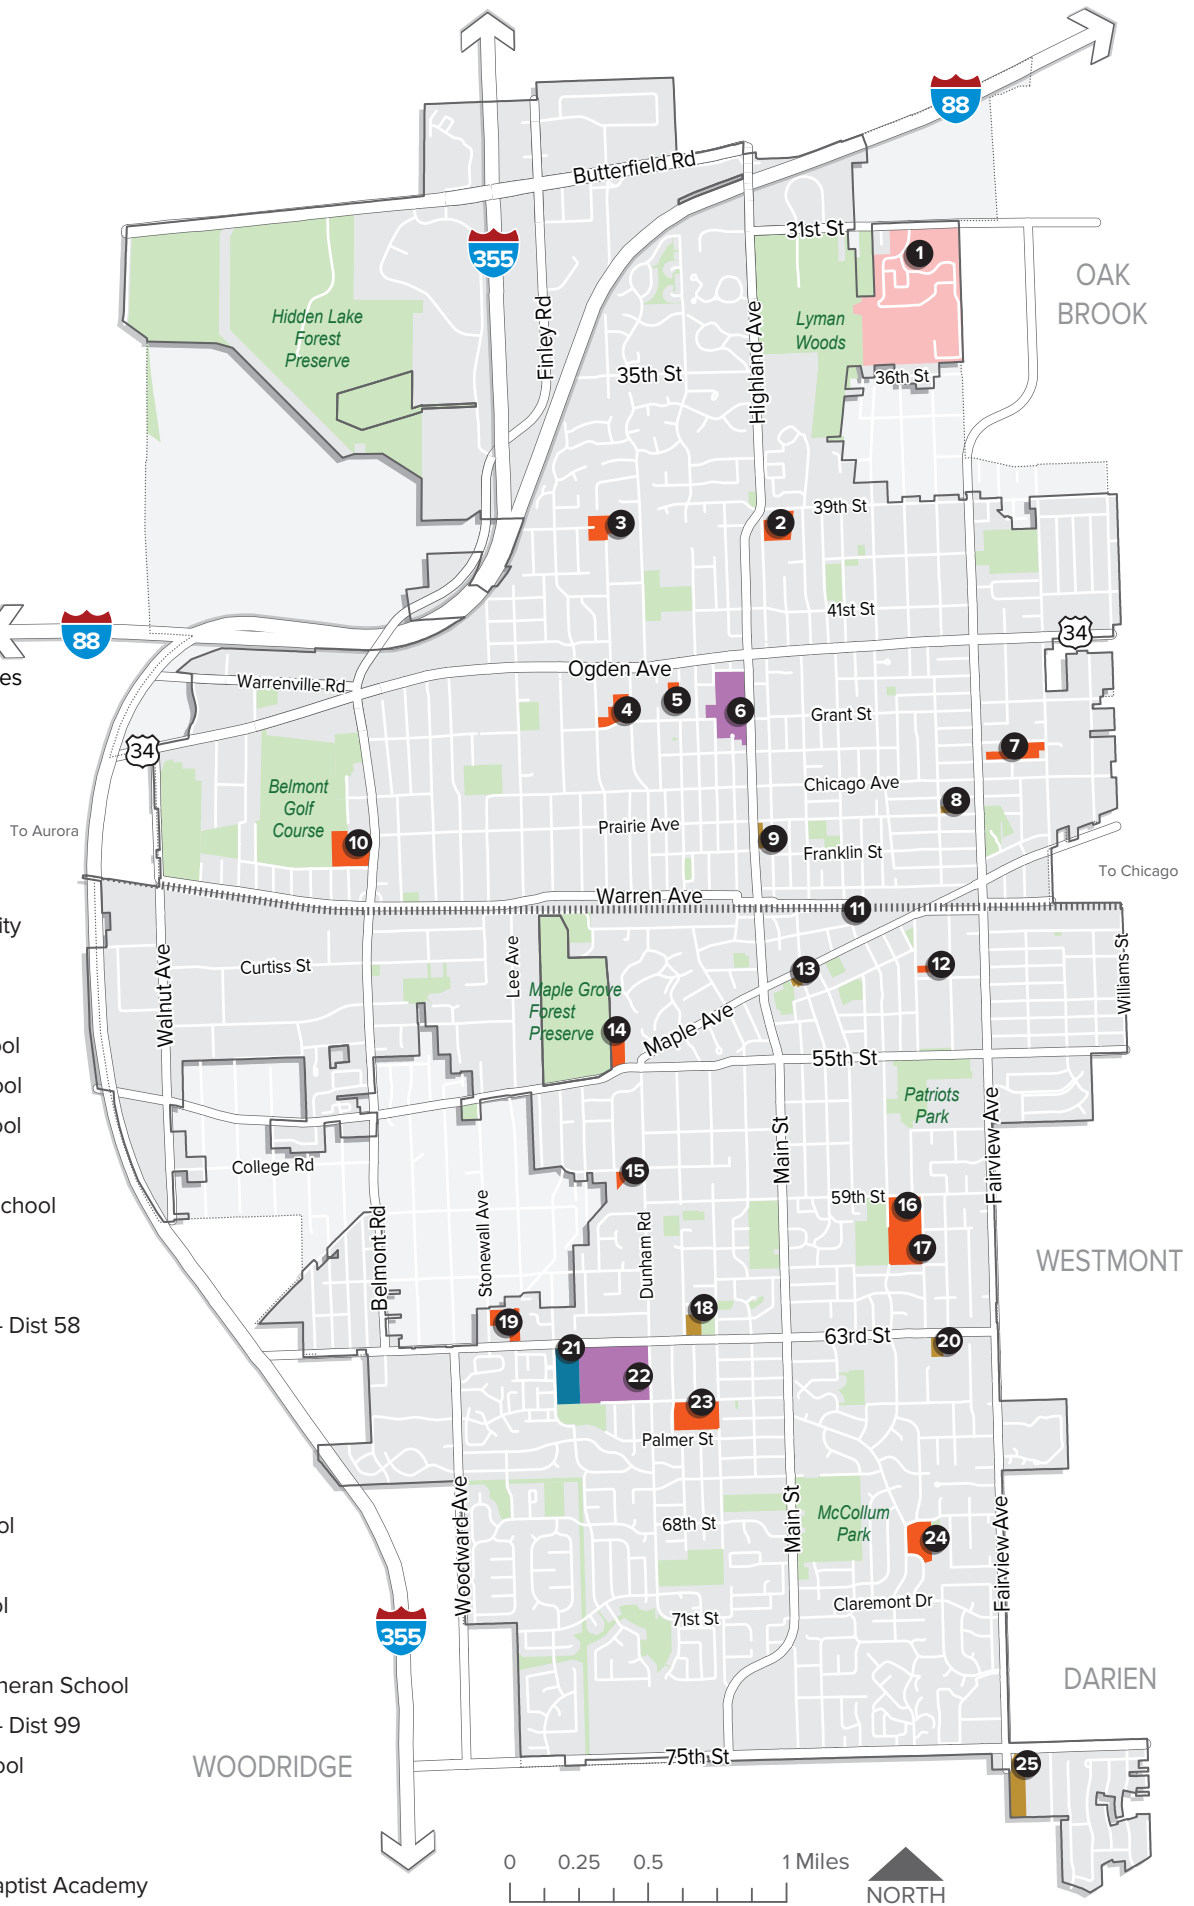 88
Butterfield Rd
31st St
1
355
OAK
BROOK
Hidden Lake
Forest
Preserve
Finley Rd
Highland Ave
Lyman
Woods
35th St
36th St
39th St
3
2
41st St
88
34
es
Ogden Ave
Warrenville Rd
4
5
6
Grant St
34
7
Chicago Ave
Belmont
Golf
Course
8
To Aurora
Prairie Ave
9
10
Franklin St
To Chicago
Warren Ave
11
ity
Walnut Ave
Curtiss St
Lee Ave
Maple Grove
Forest
Preserve
13
12
Williams St
14
Maple Ave
ool
55th St
ool
Patriots
Park
ool
Main St
Fairview Ave
College Rd
15
chool
Stonewall Ave
Dunham Rd
59th St
16
17
Belmont Rd
WESTMONT
- Dist 58
19
18
63rd St
20
21
22
23
Palmer St
Woodward Ave
Main St
McCollum
Park
Fairview Ave
ol
68th St
24
ol
Claremont Dr
71st St
355
heran School
DARIEN
- Dist 99
ool
WOODRIDGE
75th St
25
0 0.25 0.5 1 Miles
NORTH
aptist Academy